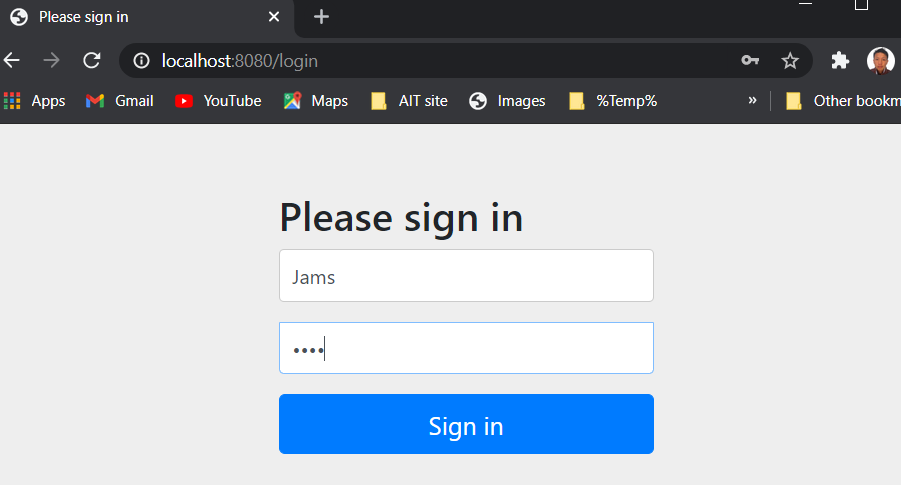 Please sign in
localhost:8080/login
Apps Gmail YouTube Maps AIT site Images %Temp% » Other bookm
Please sign in
Jams
••••
Sign in